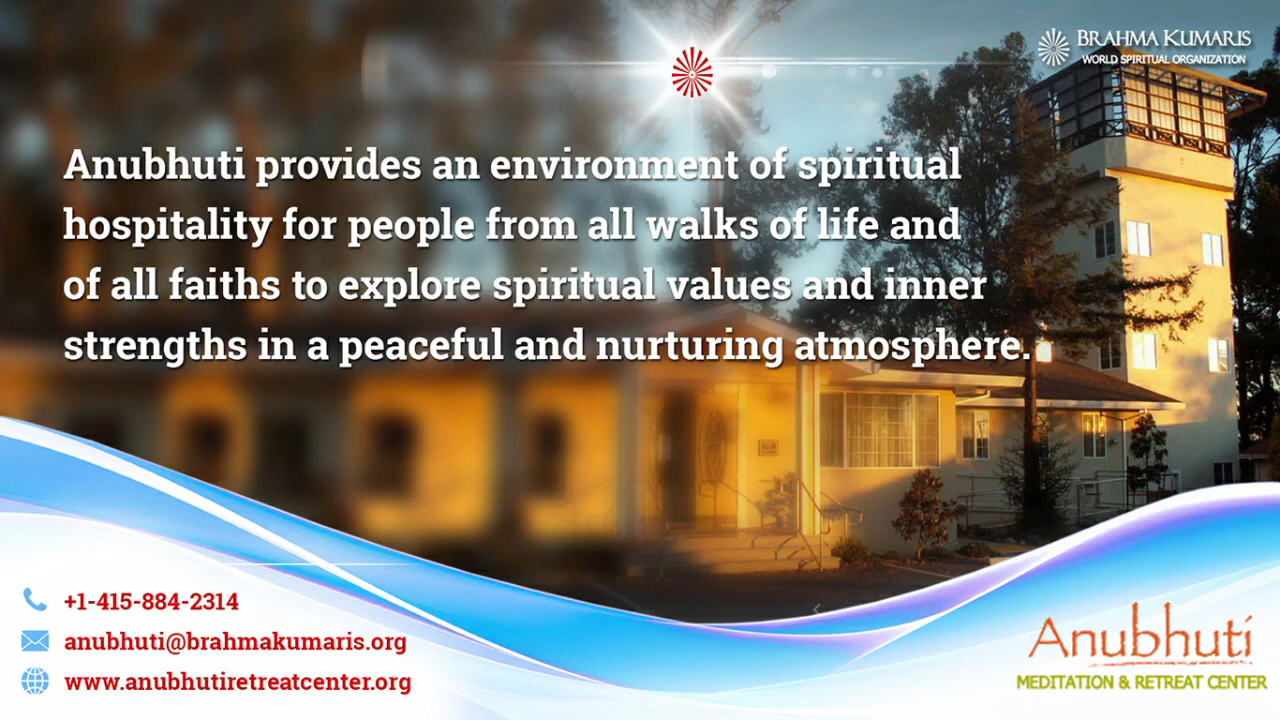 BRAHMA KUMARIS
WORLD SPIRITUAL ORGANIZATION
Anubhuti provides an environment of spiritual
hospitality for people from all walks of life and
of all faiths to explore spiritual values and inner
strengths in a peaceful and nurturing atmosphere.
+1-415-884-2314
anubhuti@brahmakumaris.org
www.anubhutiretreatcenter.org
Anubhuti
MEDITATION & RETREAT CENTER